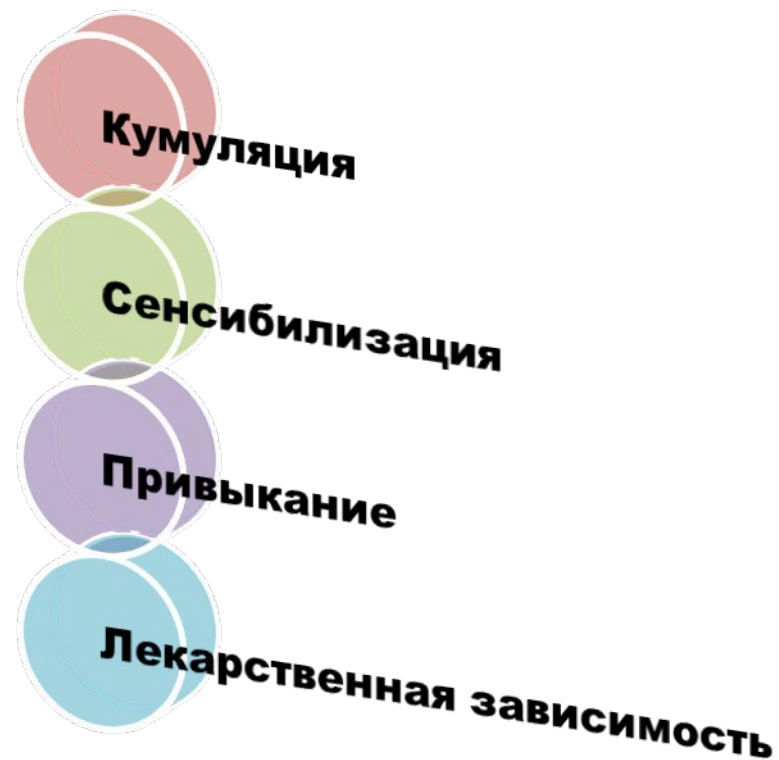 Кумуляция
Сенсибилизация
Привыкание
Лекарственная зависимость